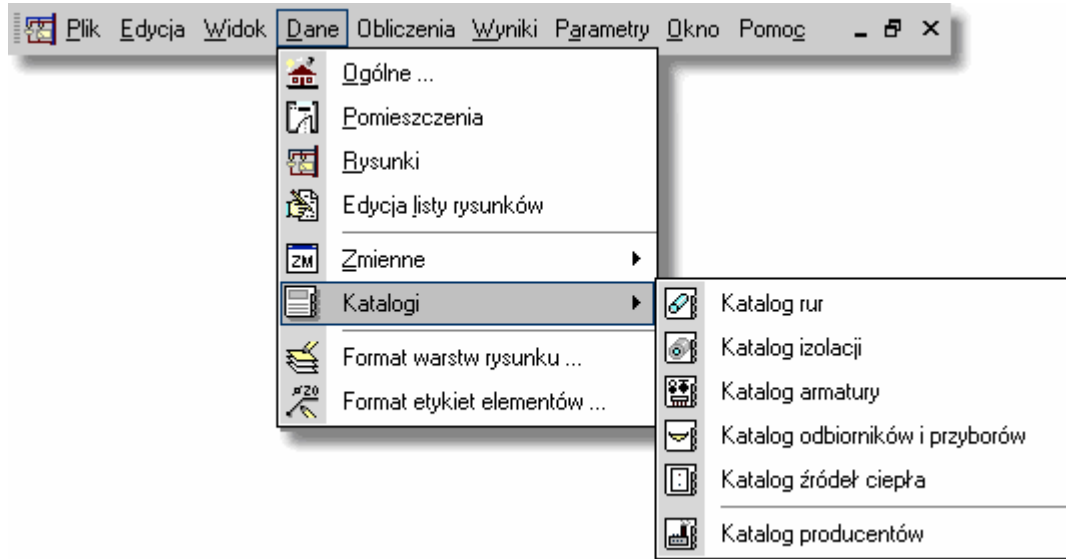 Plik Edycja Widok Dane Obliczenia Wyniki Parametry Okno Pomoc
Ogólne ...
Pomieszczenia
Rysunki
Edycja listy rysunków
ZM Zmienne
Katalogi
Format warstw rysunku ...
Format etykiet elementów ...
Katalog rur
Katalog izolacji
Katalog armatury
Katalog odbiorników i przyborów
Katalog źródeł ciepła
Katalog producentów